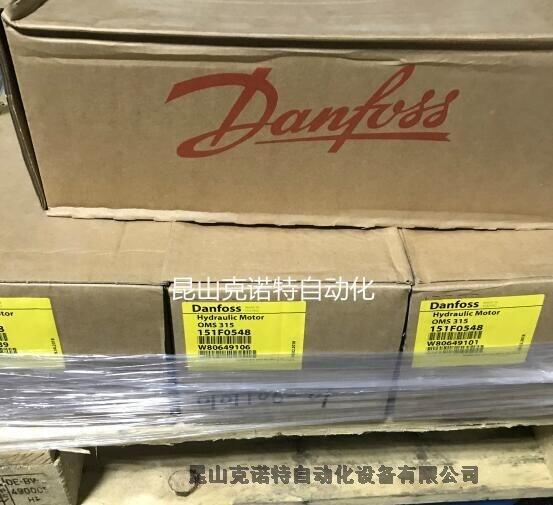 Danfoss
昆山克诺特自动化
Danfoss
Hydraulic Motor
OMS 315
151F0548
W80649106
Danfoss
Hydraulic Motor
OMS 315
151F0548
W80649101
昆山克诺特自动化设备有限公司